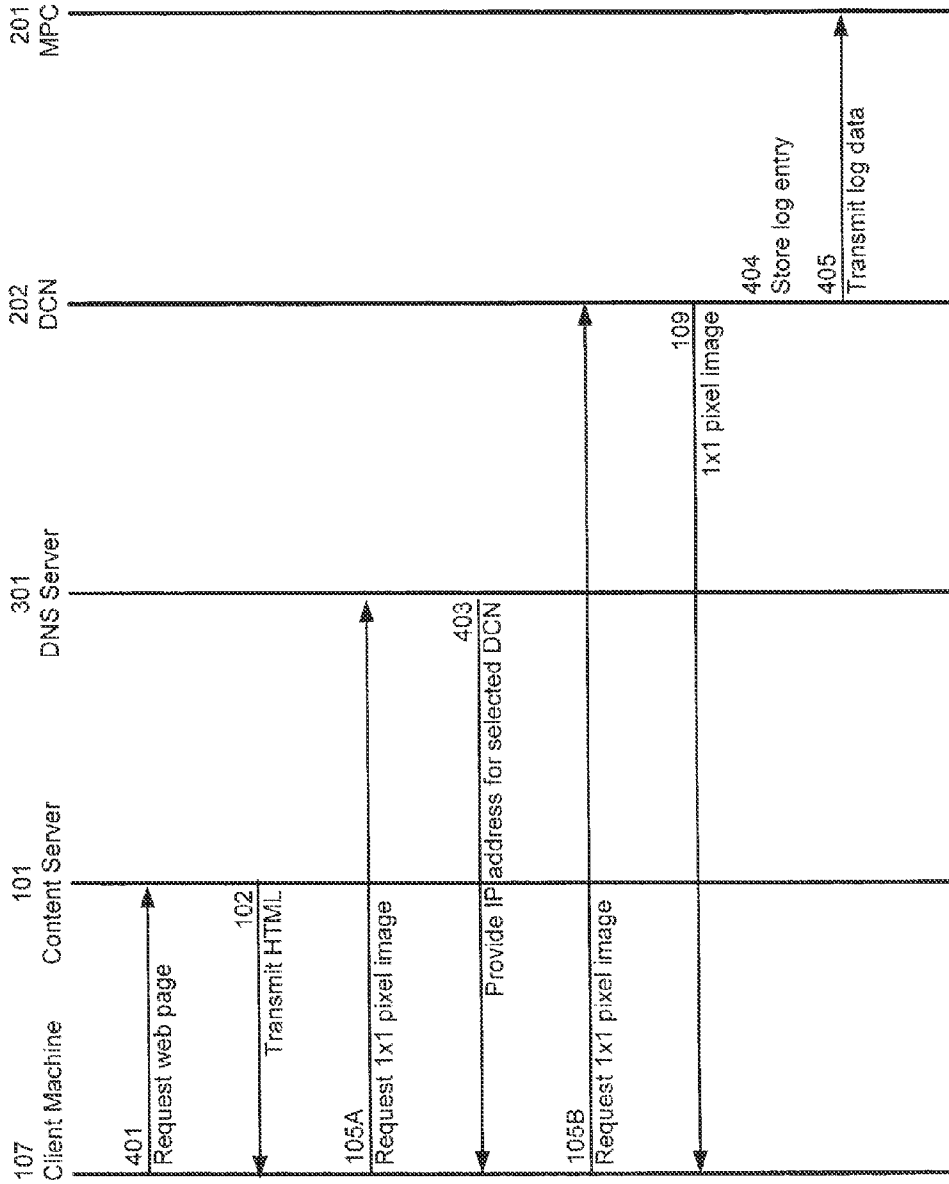 107
Client Machine
101
Content Server
301
DNS Server
202
DCN
201
MPC
401
Request web page
102
Transmit HTML
105A
Request 1x1 pixel image
403
Provide IP address for selected DCN
105B
Request 1x1 pixel image
109
1x1 pixel image
404
Store log entry
405
Transmit log data